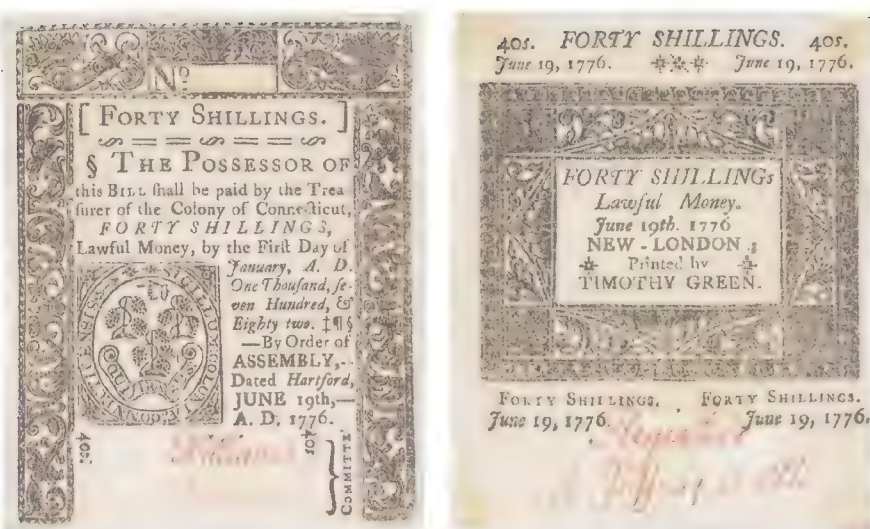 No
[ FORTY SHILLINGS. ]
§ THE POSSESSOR OF
this BILL ſhall be paid by the Trea
ſurer of the Colony of Connecticut,
FORTY SHILLINGS,
Lawful Money, by the Firſt Day of
January, A. D.
One Thouſand, ſe-
ven Hundred, &
Eighty two. ‡¶§
—By Order of
ASSEMBLY,--
Dated Hartford,
JUNE 19th,—
A. D. 1776.
40s
40s
COMMITTE
40s. FORTY SHILLINGS. 40s.
June 19, 1776. June 19, 1776.
FORTY SHILLINGs
Lawful Money.
June 19th. 1776
NEW-LONDON ;
Printed by
TIMOTHY GREEN.
FORTY SHILLINGS. FORTY SHILLINGS.
June 19, 1776. June 19, 1776.